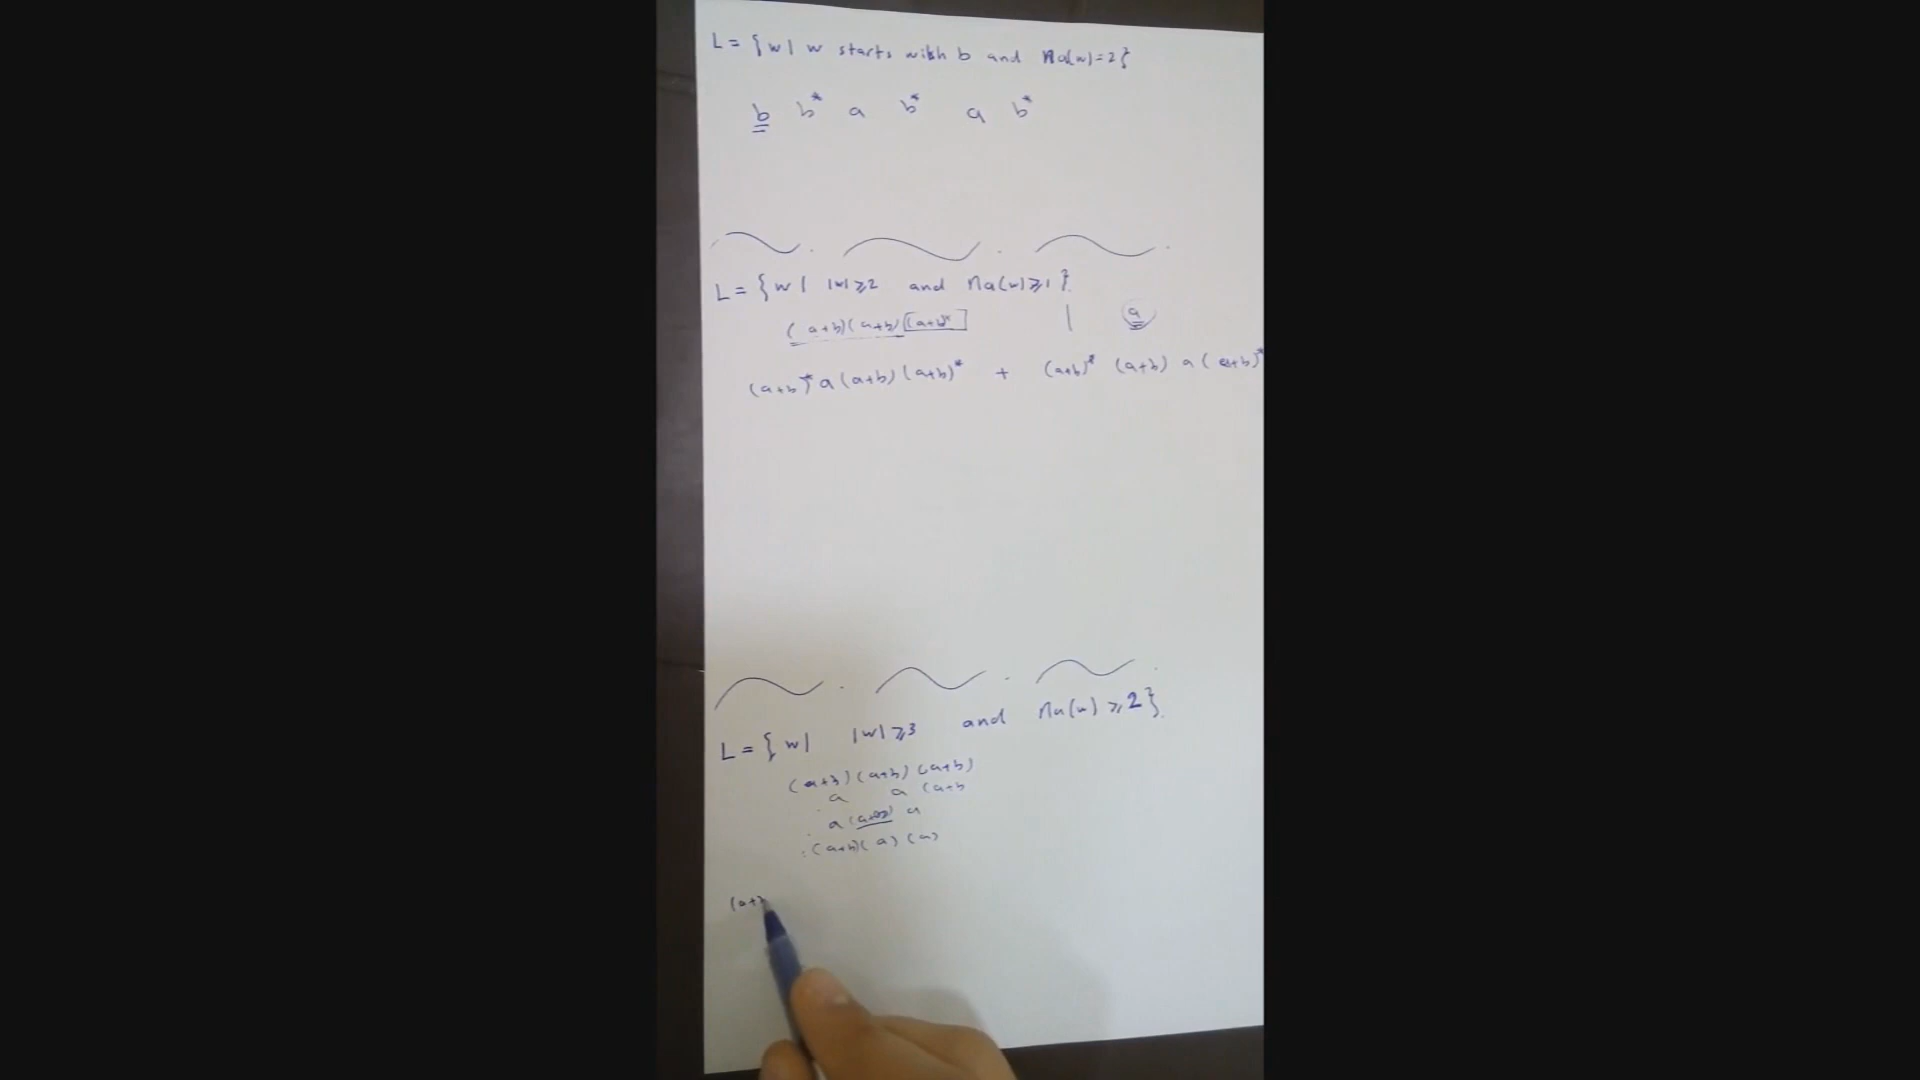 L = {w| w starts with b and na(w)=2}
b b* a b* a b*
L = {w| |w|⩾2 and na(w)⩾1}
(a+b)(a+b)(a+b)* | a
(a+b)* a (a+b)(a+b)* + (a+b)* (a+b) a (a+b)*
L = {w| |w|⩾3 and na(w)⩾2}.
(a+b)(a+b)(a+b)
a a (a+b
a (a+b) a
(a+b)(a)(a)
(a+b